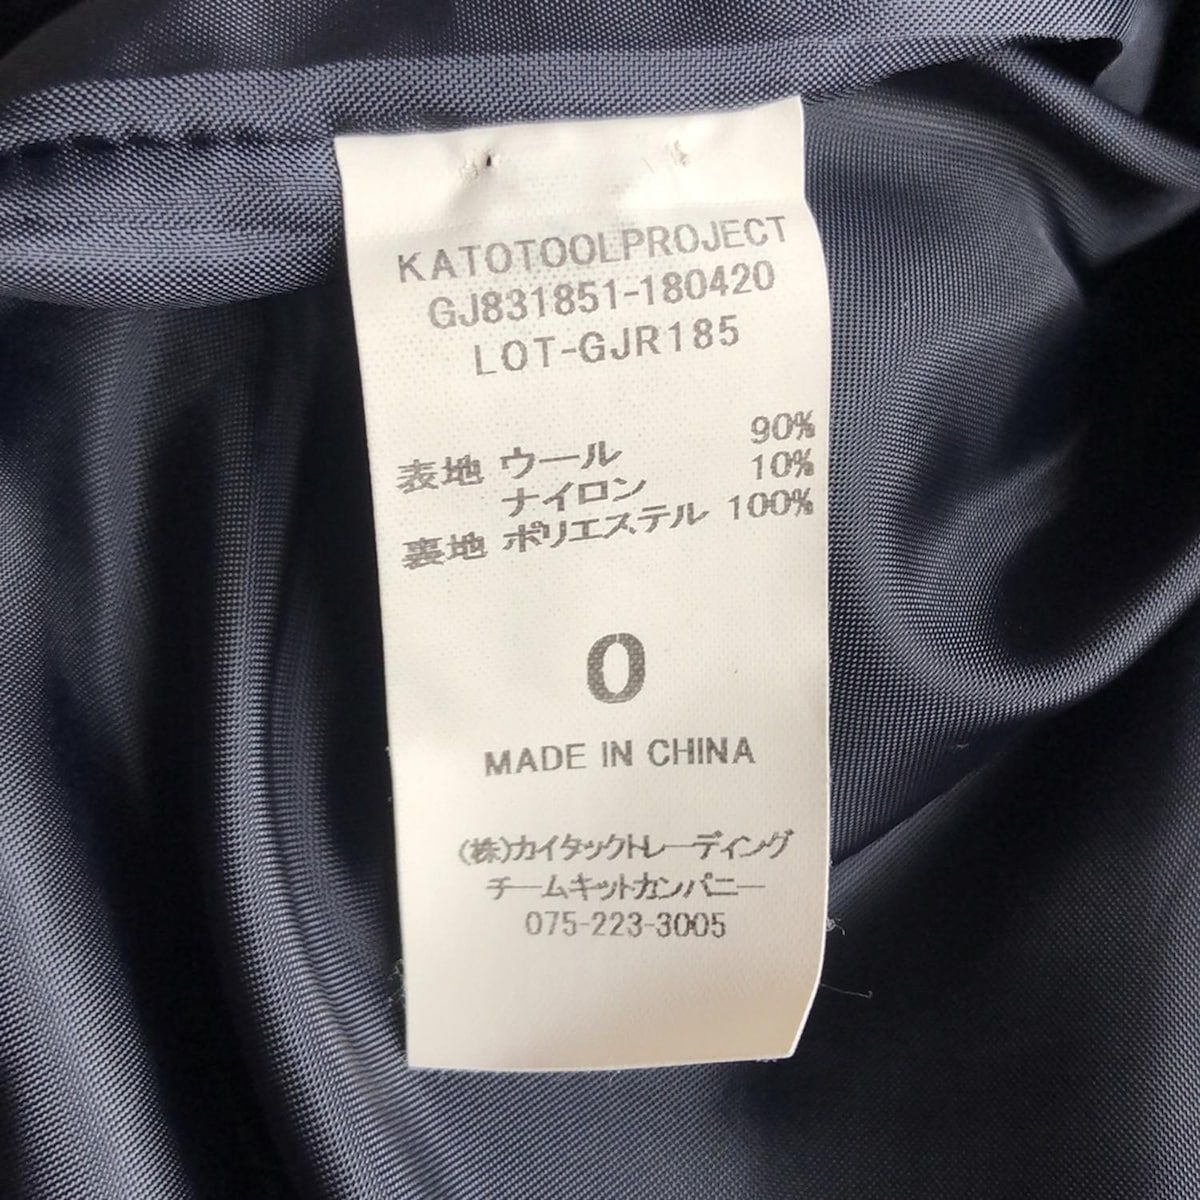 KATOTOOLPROJECT
GJ831851-180420
LOT-GJR185
表地 ウール 90%
ナイロン 10%
裏地 ポリエステル 100%
0
MADE IN CHINA
(株)カイタックトレーディング
チームキットカンパニー
075-223-3005